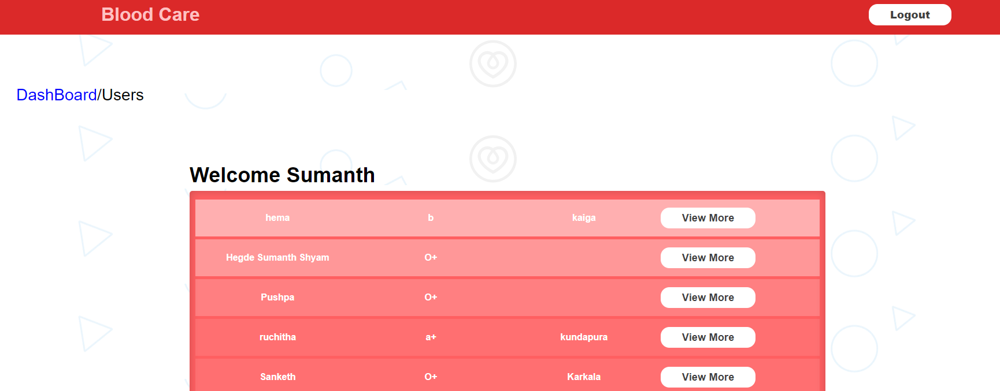 Blood Care Logout
DashBoard/Users
Welcome Sumanth
hema b kaiga View More
Hegde Sumanth Shyam O+ View More
Pushpa O+ View More
ruchitha a+ kundapura View More
Sanketh O+ Karkala View More